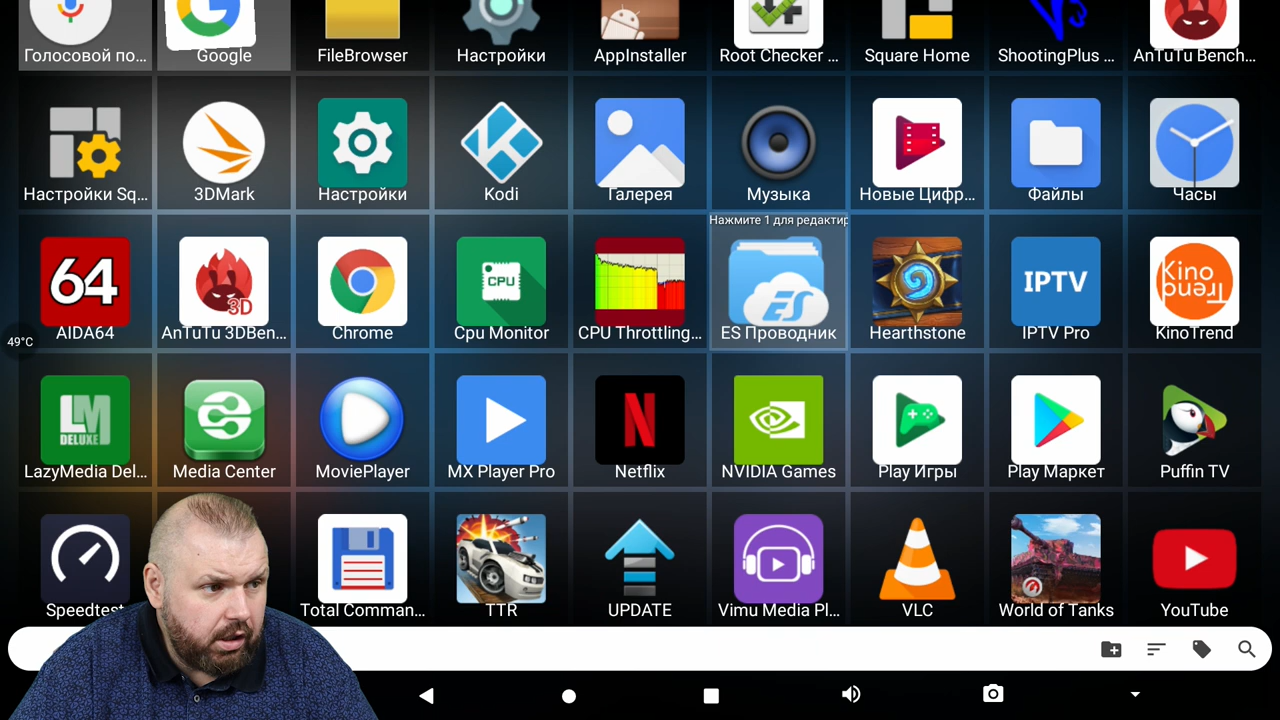 Голосовой по...
Google
FileBrowser
Настройки
AppInstaller
Root Checker ...
Square Home
V3
ShootingPlus ...
AnTuTu Bench...
Настройки Sq...
3DMark
Настройки
Kodi
Галерея
Музыка
Новые Цифр...
Файлы
Часы
Нажмите 1 для редактир
64
AIDA64
3D
AnTuTu 3DBen...
Chrome
CPU
Cpu Monitor
CPU Throttling...
ES
ES Проводник
Hearthstone
IPTV
IPTV Pro
Kino
Trend
KinoTrend
49°C
LM
DELUXE
LazyMedia Del...
Media Center
MoviePlayer
MX Player Pro
N
Netflix
NVIDIA Games
Play Игры
Play Маркет
Puffin TV
Speedtest
Total Comman...
TTR
UPDATE
Vimu Media Pl...
VLC
World of Tanks
YouTube